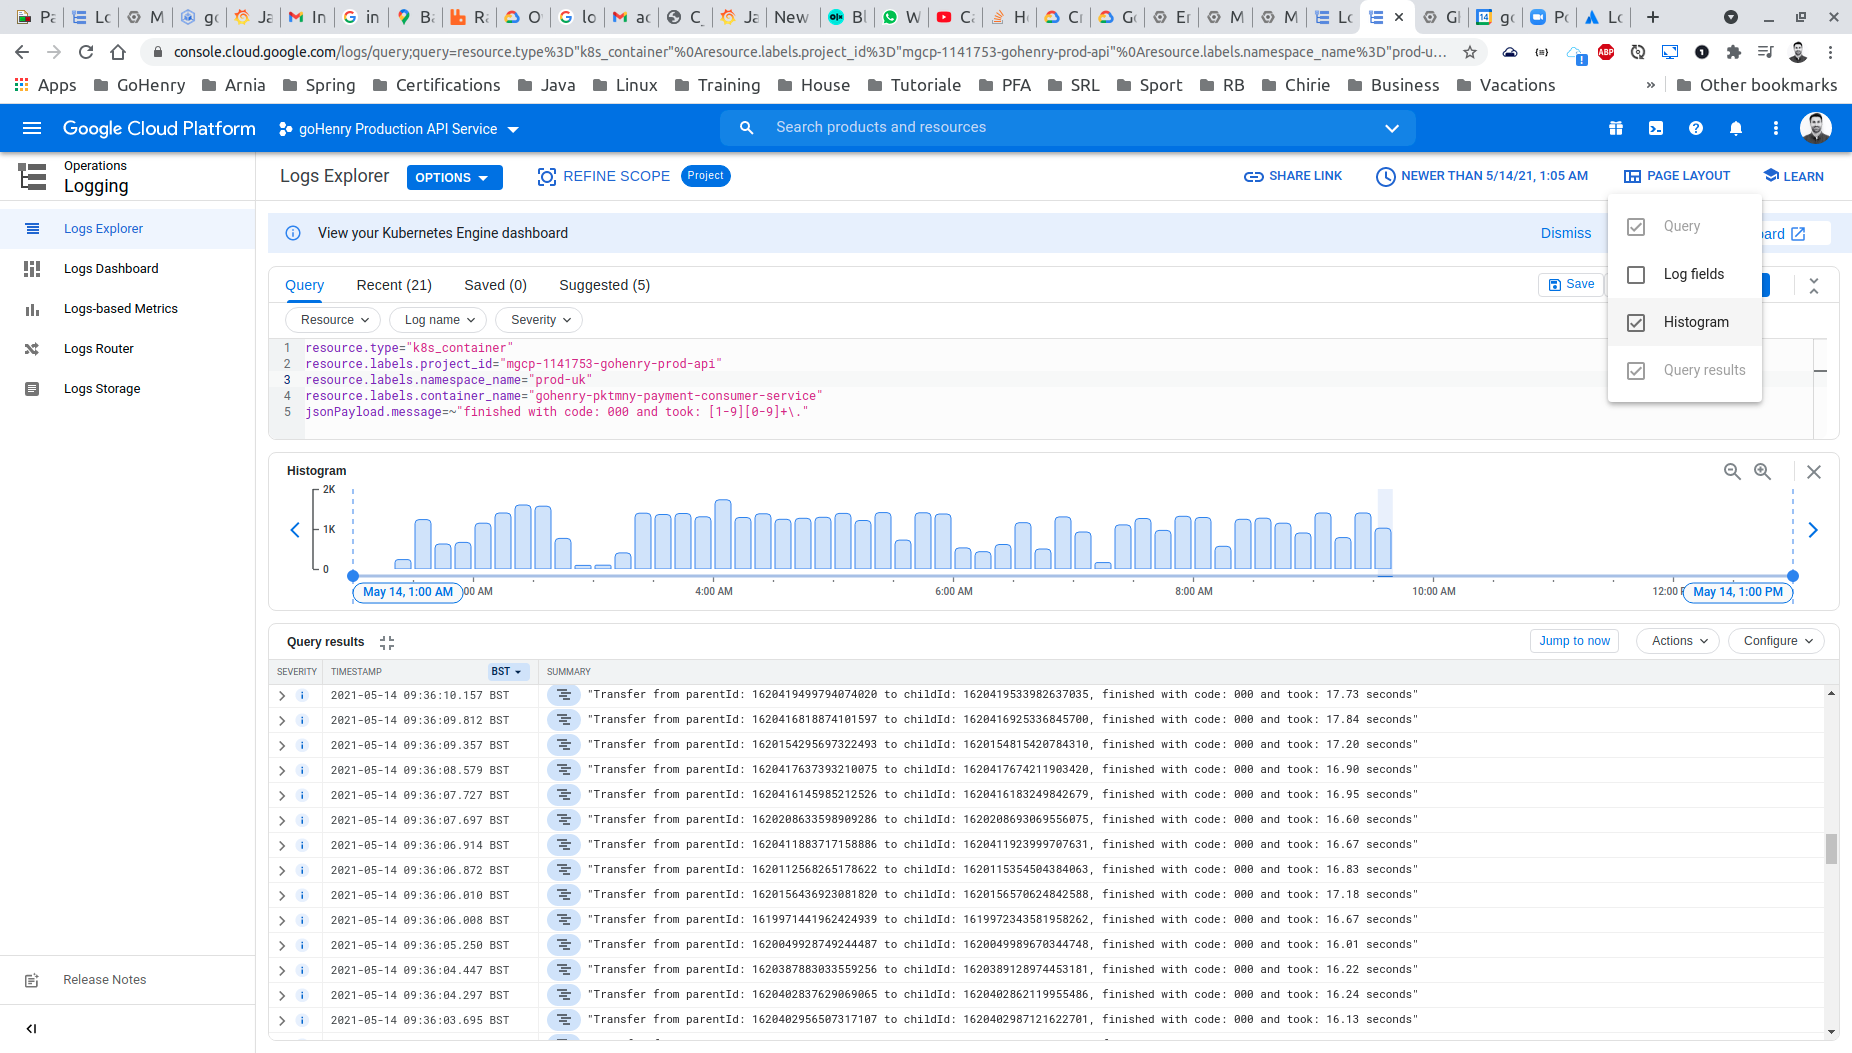 console.cloud.google.com/logs/query;query=resource.type%3D"k8s_container"%0Aresource.labels.project_id%3D"mgcp-1141753-gohenry-prod-api"%0Aresource.labels.namespace_name%3D"prod-u...
Apps GoHenry Arnia Spring Certifications Java Linux Training House Tutoriale PFA SRL Sport RB Chirie Business Vacations » Other bookmarks
Google Cloud Platform goHenry Production API Service Search products and resources
Operations
Logging
Logs Explorer OPTIONS REFINE SCOPE Project SHARE LINK NEWER THAN 5/14/21, 1:05 AM PAGE LAYOUT LEARN
Logs Explorer
Logs Dashboard
Logs-based Metrics
Logs Router
Logs Storage
Release Notes
View your Kubernetes Engine dashboard Dismiss
Query
Log fields
Histogram
Query results
Query Recent (21) Saved (0) Suggested (5) Save
Resource Log name Severity
1 resource.type="k8s_container"
2 resource.labels.project_id="mgcp-1141753-gohenry-prod-api"
3 resource.labels.namespace_name="prod-uk"
4 resource.labels.container_name="gohenry-pktmny-payment-consumer-service"
5 jsonPayload.message=~"finished with code: 000 and took: [1-9][0-9]+\."
Histogram
2K
1K
0
May 14, 1:00 AM 4:00 AM 6:00 AM 8:00 AM 10:00 AM May 14, 1:00 PM
Query results Jump to now Actions Configure
SEVERITY TIMESTAMP BST SUMMARY
2021-05-14 09:36:10.157 BST "Transfer from parentId: 1620419499794074020 to childId: 1620419533982637035, finished with code: 000 and took: 17.73 seconds"
2021-05-14 09:36:09.812 BST "Transfer from parentId: 1620416818874101597 to childId: 1620416925336845700, finished with code: 000 and took: 17.84 seconds"
2021-05-14 09:36:09.357 BST "Transfer from parentId: 1620154295697322493 to childId: 1620154815420784310, finished with code: 000 and took: 17.20 seconds"
2021-05-14 09:36:08.579 BST "Transfer from parentId: 1620417637393210075 to childId: 1620417674211903420, finished with code: 000 and took: 16.90 seconds"
2021-05-14 09:36:07.727 BST "Transfer from parentId: 1620416145985212526 to childId: 1620416183249842679, finished with code: 000 and took: 16.95 seconds"
2021-05-14 09:36:07.697 BST "Transfer from parentId: 1620208633598909286 to childId: 1620208693069556075, finished with code: 000 and took: 16.60 seconds"
2021-05-14 09:36:06.914 BST "Transfer from parentId: 1620411883717158886 to childId: 1620411923999707631, finished with code: 000 and took: 16.67 seconds"
2021-05-14 09:36:06.872 BST "Transfer from parentId: 1620112568265178622 to childId: 1620115354504384063, finished with code: 000 and took: 16.83 seconds"
2021-05-14 09:36:06.010 BST "Transfer from parentId: 1620156436923081820 to childId: 1620156570624842588, finished with code: 000 and took: 17.18 seconds"
2021-05-14 09:36:06.008 BST "Transfer from parentId: 1619971441962424939 to childId: 1619972343581958262, finished with code: 000 and took: 16.67 seconds"
2021-05-14 09:36:05.250 BST "Transfer from parentId: 1620049928749244487 to childId: 1620049989670344748, finished with code: 000 and took: 16.01 seconds"
2021-05-14 09:36:04.447 BST "Transfer from parentId: 1620387883033559256 to childId: 1620389128974453181, finished with code: 000 and took: 16.22 seconds"
2021-05-14 09:36:04.297 BST "Transfer from parentId: 1620402837629069065 to childId: 1620402862119955486, finished with code: 000 and took: 16.24 seconds"
2021-05-14 09:36:03.695 BST "Transfer from parentId: 1620402956507317107 to childId: 1620402987121622701, finished with code: 000 and took: 16.13 seconds"